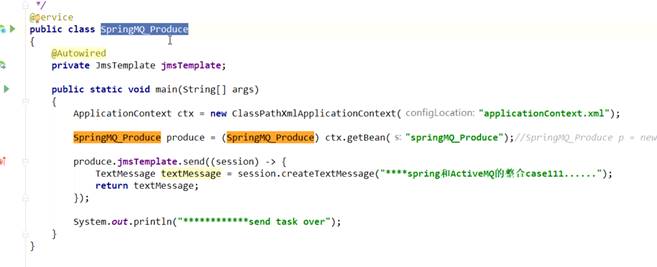 */
@Service
public class SpringMQ_Produce
{
@Autowired
private JmsTemplate jmsTemplate;
public static void main(String[] args)
{
ApplicationContext ctx = new ClassPathXmlApplicationContext( configLocation: "applicationContext.xml");
SpringMQ_Produce produce = (SpringMQ_Produce) ctx.getBean( s: "springMQ_Produce");//SpringMQ_Produce p = new
produce.jmsTemplate.send((session) -> {
TextMessage textMessage = session.createTextMessage("****spring和ActiveMQ的整合case111......");
return textMessage;
});
System.out.println("************send task over");
}
}